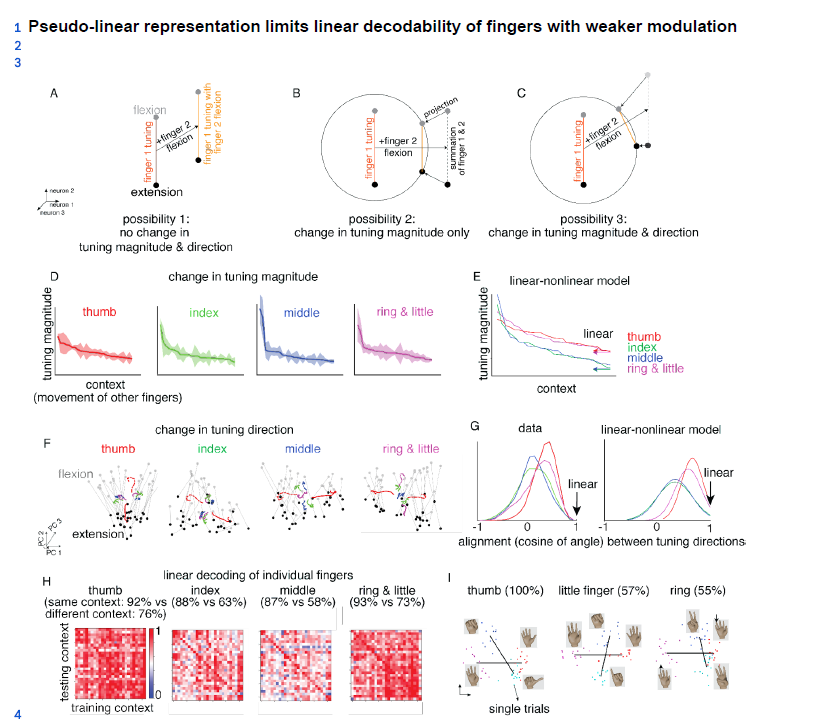 1 Pseudo-linear representation limits linear decodability of fingers with weaker modulation
2
3
A
flexion
finger 1 tuning
+finger 2
flexion
finger 1 tuning with
finger 2 flexion
extension
neuron 2
neuron 1
neuron 3
possibility 1:
no change in
tuning magnitude & direction
B
projection
finger 1 tuning
+finger 2
flexion
summation
of finger 1 & 2
possibility 2:
change in tuning magnitude only
C
finger 1 tuning
+finger 2
flexion
possibility 3:
change in tuning magnitude & direction
D
change in tuning magnitude
tuning magnitude
thumb
index
middle
ring & little
context
(movement of other fingers)
E
linear-nonlinear model
tuning magnitude
linear
thumb
index
middle
ring & little
context
F
change in tuning direction
thumb
index
middle
ring & little
flexion
extension
PC 2
PC 3
PC 1
G
data
linear-nonlinear model
linear
linear
-1
0
1
-1
0
1
alignment (cosine of angle) between tuning directions
H
linear decoding of individual fingers
thumb
(same context: 92% vs
different context: 76%)
index
(88% vs 63%)
middle
(87% vs 58%)
ring & little
(93% vs 73%)
testing context
1
0
training context
I
thumb (100%)
little finger (57%)
ring (55%)
single trials
4